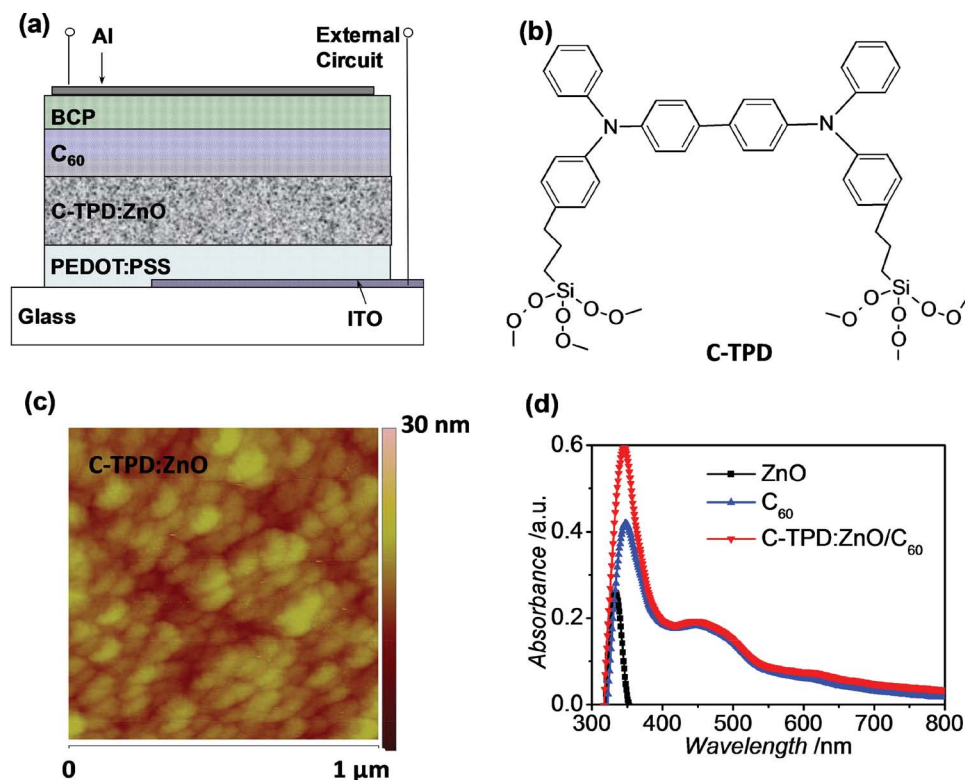 (a)
Al
External
Circuit
BCP
C₆₀
C-TPD:ZnO
PEDOT:PSS
Glass
ITO
(b)
N
N
Si
O
O
O
O
O
O
Si
O
O
O
O
O
O
C-TPD
(c)
30 nm
C-TPD:ZnO
0
1 μm
(d)
0.6
0.4
0.2
0.0
Absorbance /a.u.
ZnO
C₆₀
C-TPD:ZnO/C₆₀
300 400 500 600 700 800
Wavelength /nm